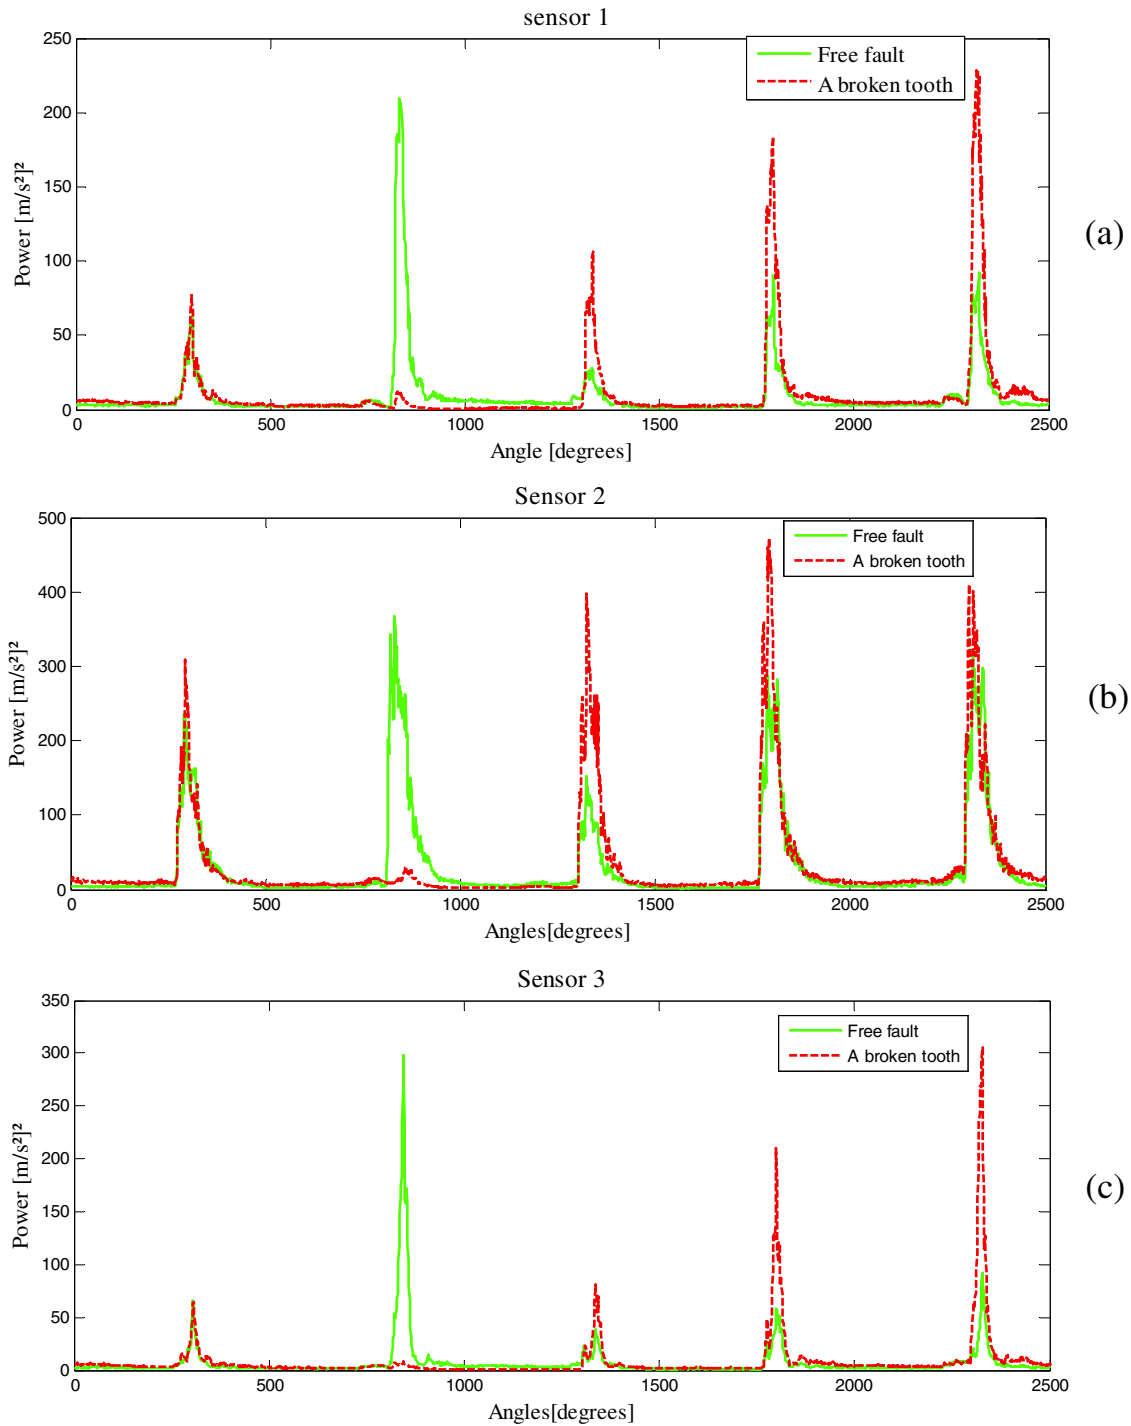 sensor 1
250
200
150
100
50
0
Power [m/s²]²
Free fault
A broken tooth
0
500
1000
1500
2000
2500
Angle [degrees]
(a)
Sensor 2
500
400
300
200
100
0
Power [m/s²]²
Free fault
A broken tooth
0
500
1000
1500
2000
2500
Angles[degrees]
(b)
Sensor 3
350
300
250
200
150
100
50
0
Power [m/s²]²
Free fault
A broken tooth
0
500
1000
1500
2000
2500
Angles[degrees]
(c)